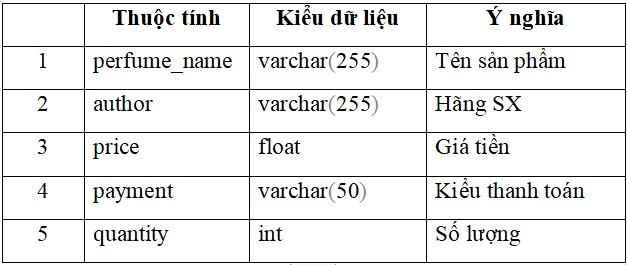 Thuộc tính Kiểu dữ liệu Ý nghĩa
1 perfume_name varchar(255) Tên sản phẩm
2 author varchar(255) Hãng SX
3 price float Giá tiền
4 payment varchar(50) Kiểu thanh toán
5 quantity int Số lượng